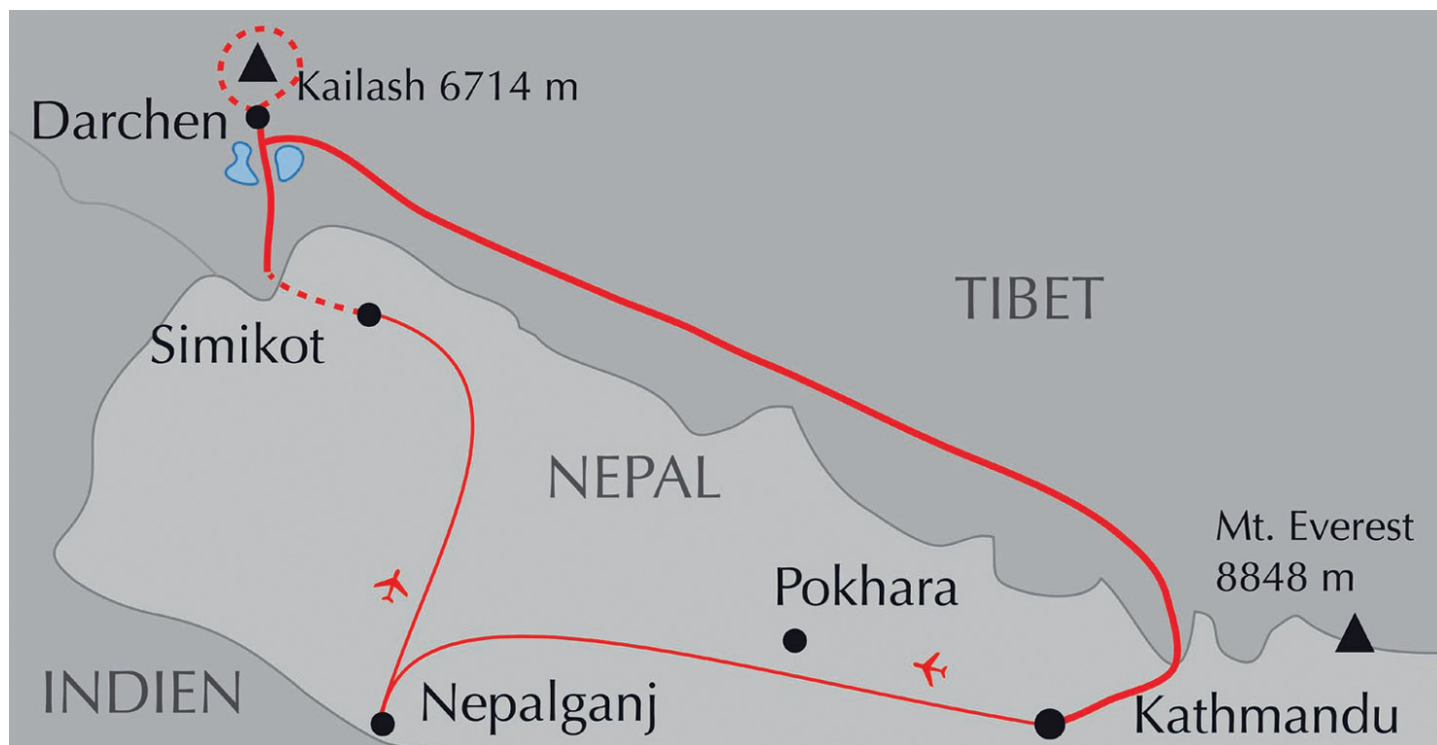 Kailash 6714 m
Darchen
TIBET
Simikot
NEPAL
Mt. Everest
8848 m
Pokhara
INDIEN
Nepalganj
Kathmandu